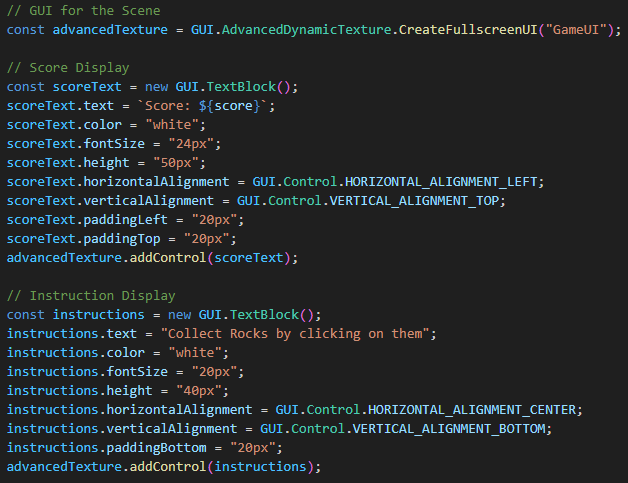 // GUI for the Scene
const advancedTexture = GUI.AdvancedDynamicTexture.CreateFullscreenUI("GameUI");

// Score Display
const scoreText = new GUI.TextBlock();
scoreText.text = `Score: ${score}`;
scoreText.color = "white";
scoreText.fontSize = "24px";
scoreText.height = "50px";
scoreText.horizontalAlignment = GUI.Control.HORIZONTAL_ALIGNMENT_LEFT;
scoreText.verticalAlignment = GUI.Control.VERTICAL_ALIGNMENT_TOP;
scoreText.paddingLeft = "20px";
scoreText.paddingTop = "20px";
advancedTexture.addControl(scoreText);

// Instruction Display
const instructions = new GUI.TextBlock();
instructions.text = "Collect Rocks by clicking on them";
instructions.color = "white";
instructions.fontSize = "20px";
instructions.height = "40px";
instructions.horizontalAlignment = GUI.Control.HORIZONTAL_ALIGNMENT_CENTER;
instructions.verticalAlignment = GUI.Control.VERTICAL_ALIGNMENT_BOTTOM;
instructions.paddingBottom = "20px";
advancedTexture.addControl(instructions);